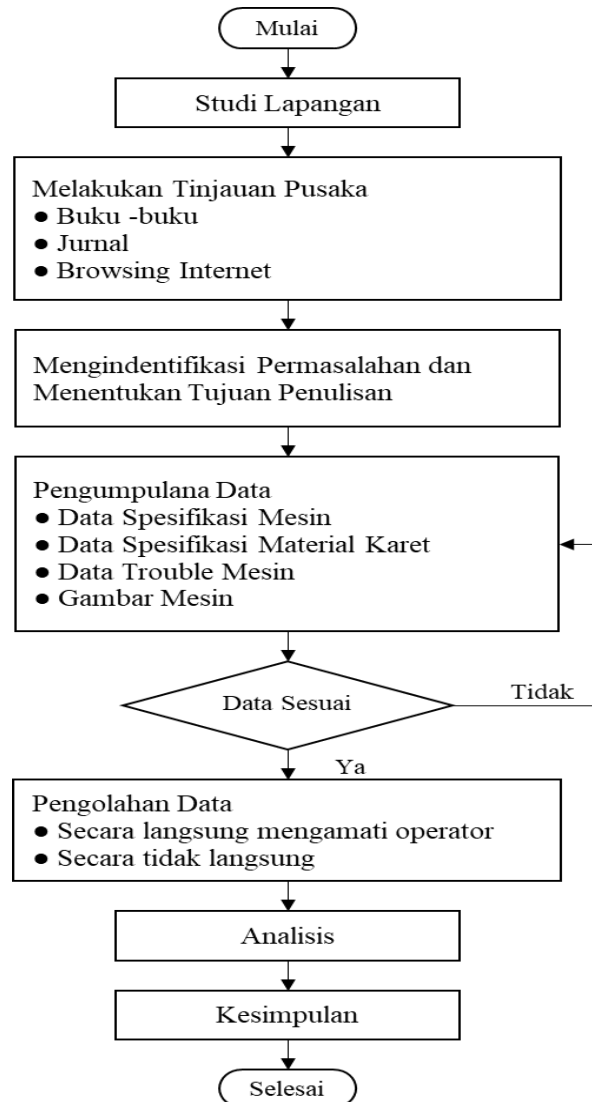 Mulai
Studi Lapangan
Melakukan Tinjauan Pusaka
● Buku -buku
● Jurnal
● Browsing Internet
Mengindentifikasi Permasalahan dan
Menentukan Tujuan Penulisan
Pengumpulana Data
● Data Spesifikasi Mesin
● Data Spesifikasi Material Karet
● Data Trouble Mesin
● Gambar Mesin
Data Sesuai
Tidak
Ya
Pengolahan Data
● Secara langsung mengamati operator
● Secara tidak langsung
Analisis
Kesimpulan
Selesai